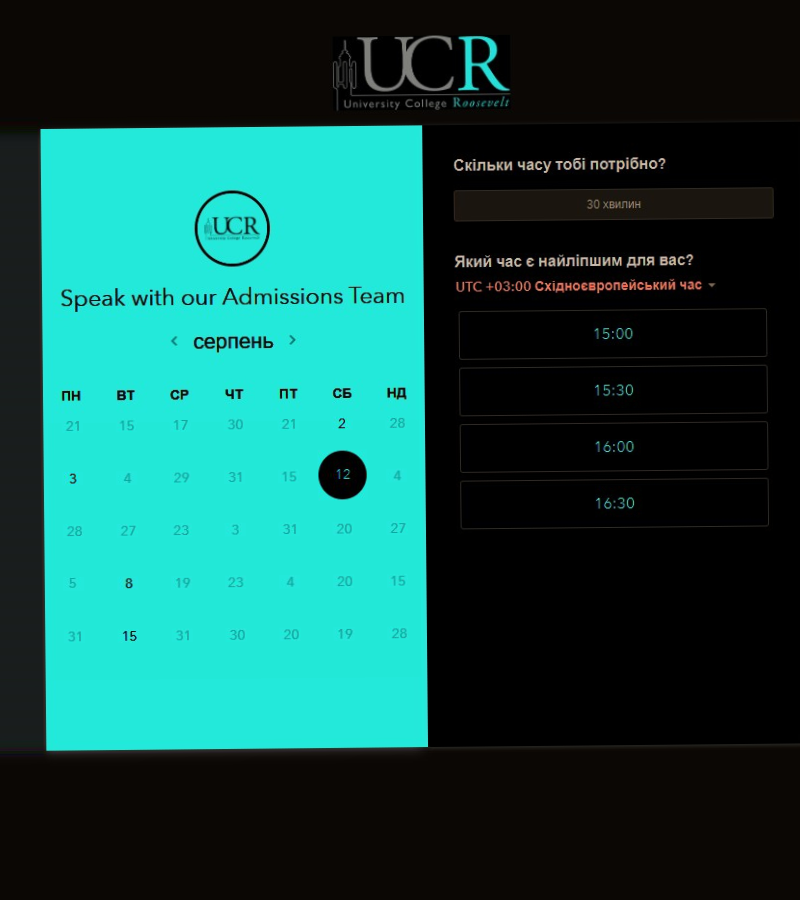 UCR
University College Roosevelt
UCR
University College Roosevelt
Speak with our Admissions Team
серпень
ПН ВТ СР ЧТ ПТ СБ НД
21 15 17 30 21 2 28
3 4 29 31 15 12 4
28 27 23 3 31 20 27
5 8 19 23 4 20 15
31 15 31 30 20 19 28
Скільки часу тобі потрібно?
30 хвилин
Який час є найліпшим для вас?
UTC +03:00 Східноєвропейський час
15:00
15:30
16:00
16:30